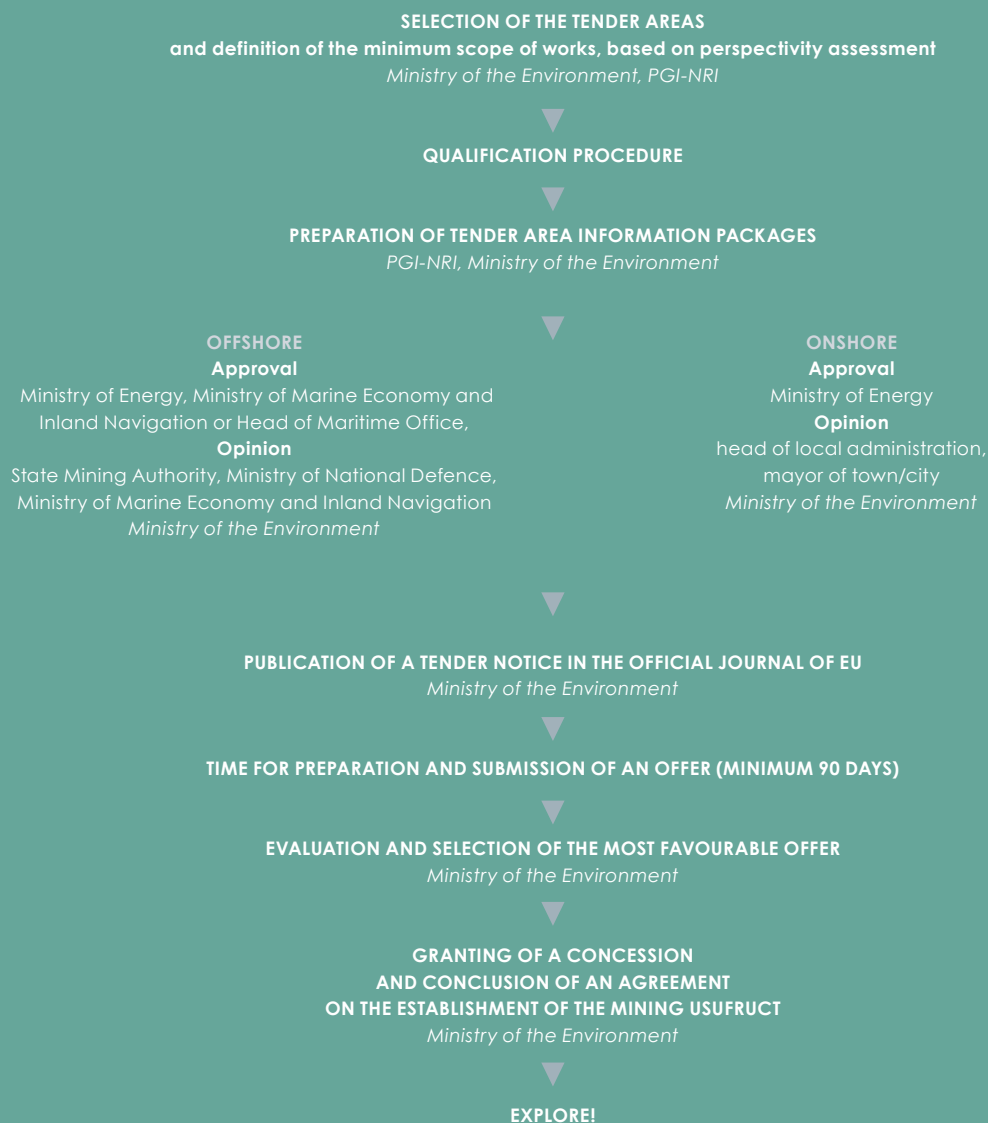 SELECTION OF THE TENDER AREAS
and definition of the minimum scope of works, based on perspectivity assessment
Ministry of the Environment, PGI-NRI
QUALIFICATION PROCEDURE
PREPARATION OF TENDER AREA INFORMATION PACKAGES
PGI-NRI, Ministry of the Environment
OFFSHORE
Approval
Ministry of Energy, Ministry of Marine Economy and
Inland Navigation or Head of Maritime Office,
Opinion
State Mining Authority, Ministry of National Defence,
Ministry of Marine Economy and Inland Navigation
Ministry of the Environment
ONSHORE
Approval
Ministry of Energy
Opinion
head of local administration,
mayor of town/city
Ministry of the Environment
PUBLICATION OF A TENDER NOTICE IN THE OFFICIAL JOURNAL OF EU
Ministry of the Environment
TIME FOR PREPARATION AND SUBMISSION OF AN OFFER (MINIMUM 90 DAYS)
EVALUATION AND SELECTION OF THE MOST FAVOURABLE OFFER
Ministry of the Environment
GRANTING OF A CONCESSION
AND CONCLUSION OF AN AGREEMENT
ON THE ESTABLISHMENT OF THE MINING USUFRUCT
Ministry of the Environment
EXPLORE!